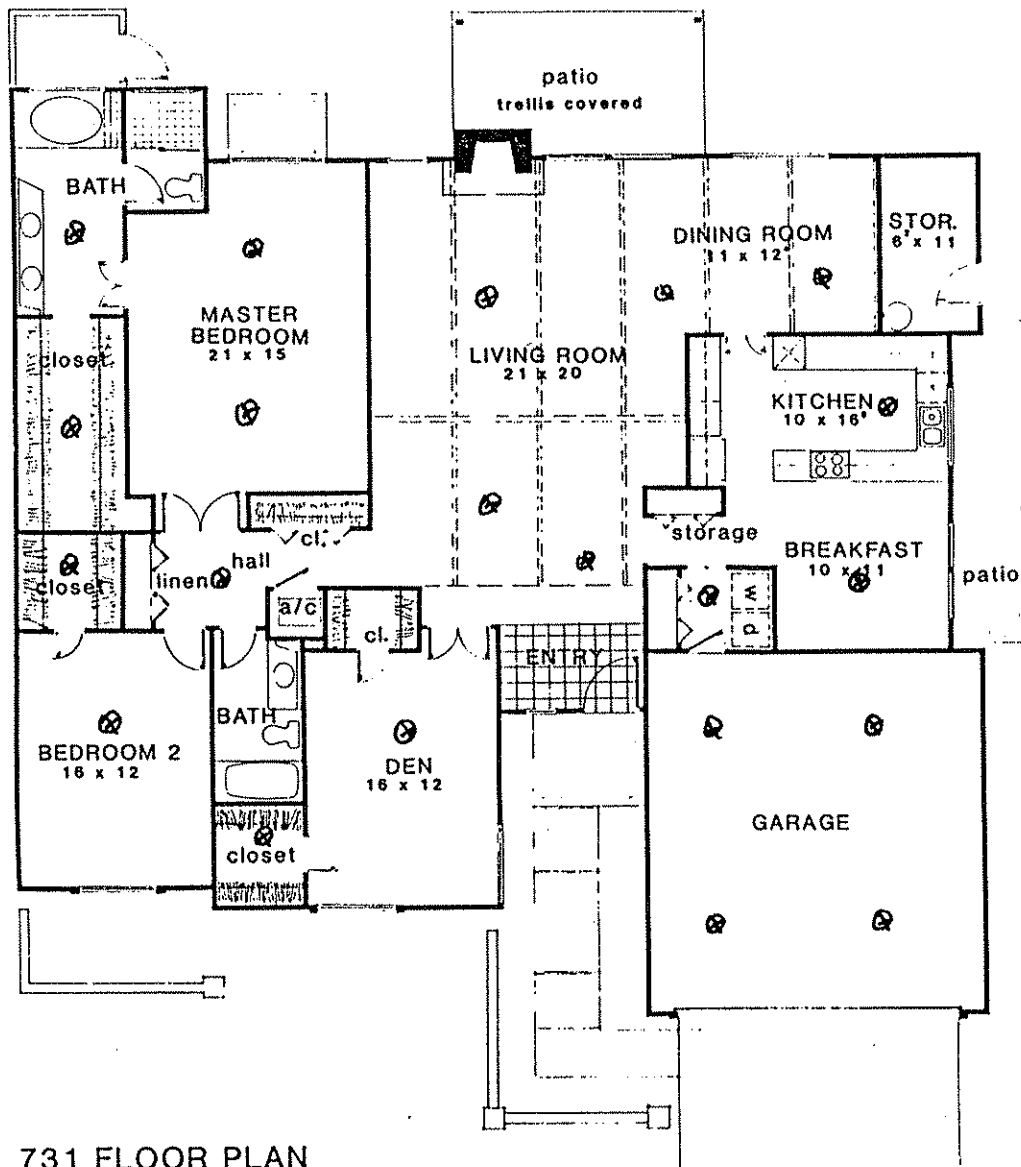 patio
trellis covered
BATH
STOR.
6' x 11
DINING ROOM
11 x 12'
MASTER
BEDROOM
21 x 15
closet
LIVING ROOM
21 x 20
KITCHEN
10 x 16'
cl.
storage
hall
linen
closet
BREAKFAST
10 x 11
patio
a/c
w
d
cl.
ENTRY
BATH
BEDROOM 2
16 x 12
DEN
16 x 12
GARAGE
closet
731 FLOOR PLAN